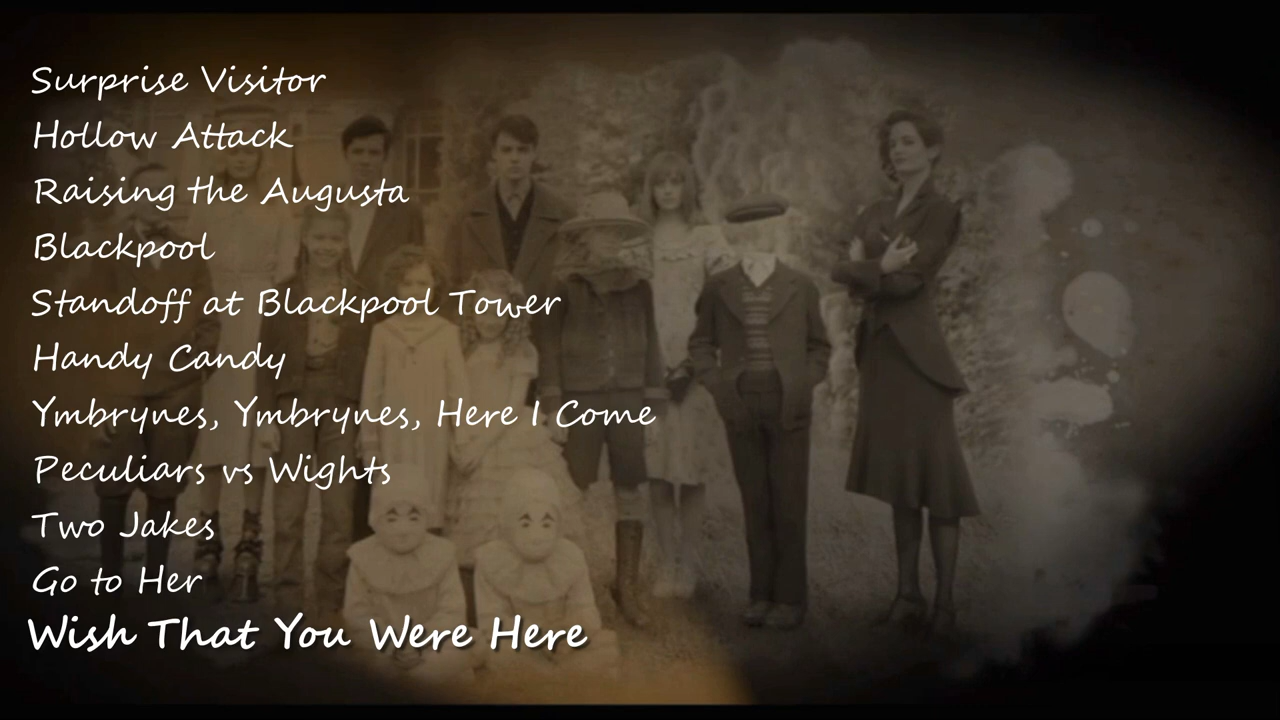 Surprise Visitor
Hollow Attack
Raising the Augusta
Blackpool
Standoff at Blackpool Tower
Handy Candy
Ymbrynes, Ymbrynes, Here I Come
Peculiars vs Wights
Two Jakes
Go to Her
Wish That You Were Here